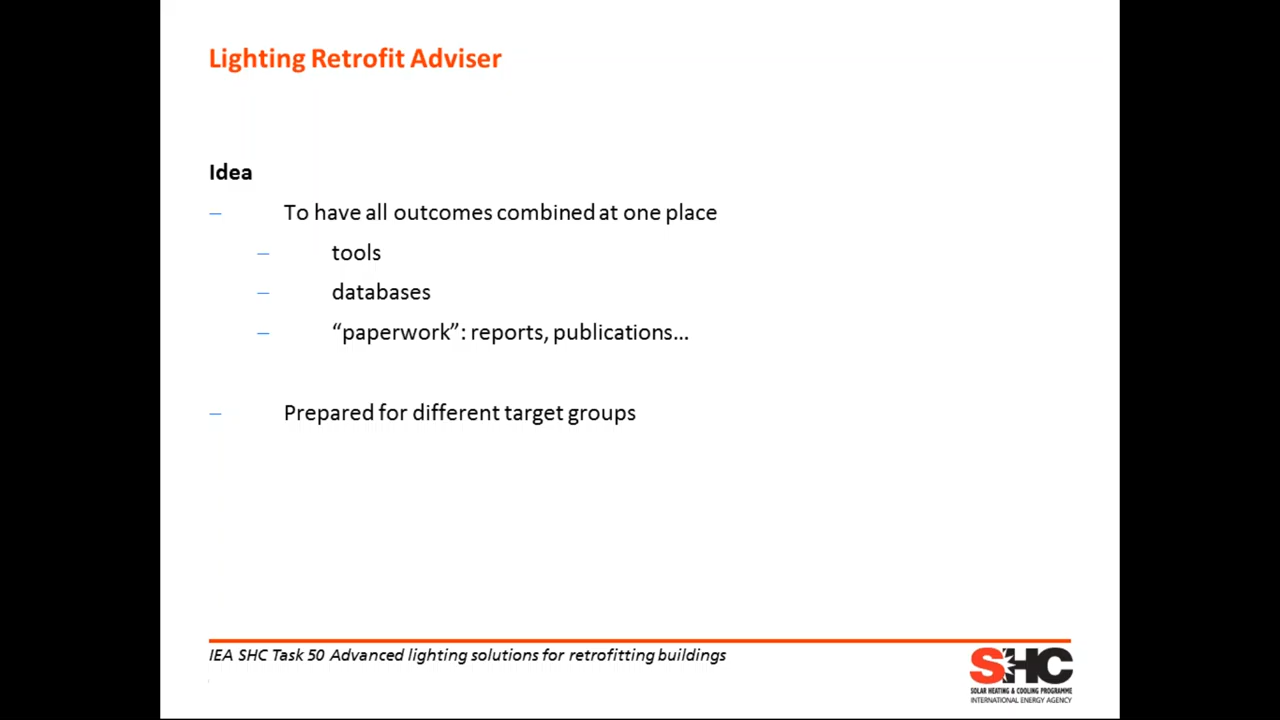 Lighting Retrofit Adviser
Idea
– To have all outcomes combined at one place
– tools
– databases
– “paperwork”: reports, publications…
– Prepared for different target groups
IEA SHC Task 50 Advanced lighting solutions for retrofitting buildings
SHC
SOLAR HEATING & COOLING PROGRAMME
INTERNATIONAL ENERGY AGENCY